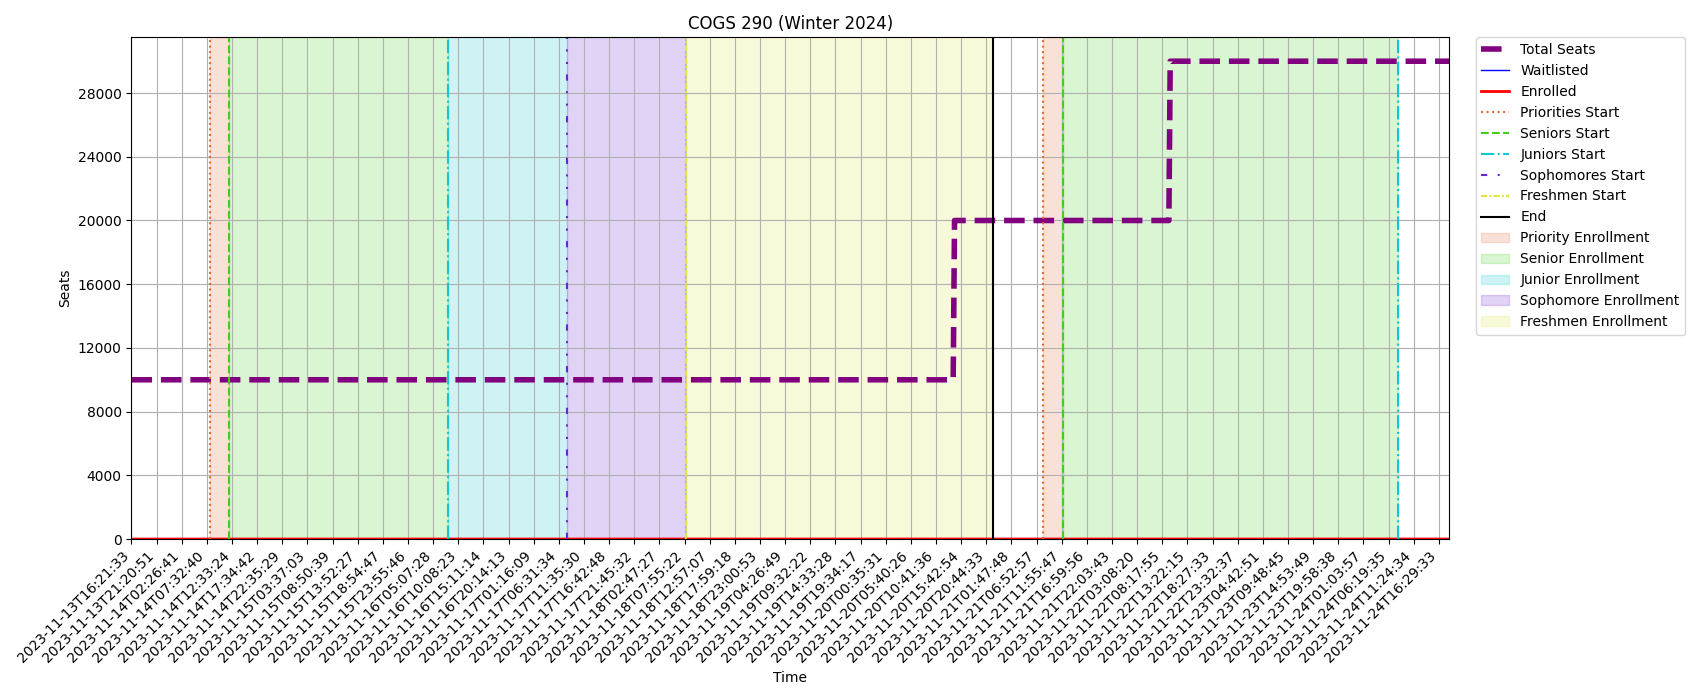 COGS 290 (Winter 2024)
Seats
28000
24000
20000
16000
12000
8000
4000
0
2023-11-13T16:21:33
2023-11-13T21:20:51
2023-11-14T02:26:41
2023-11-14T07:32:40
2023-11-14T12:33:24
2023-11-14T17:34:42
2023-11-14T22:35:29
2023-11-15T03:37:03
2023-11-15T08:50:39
2023-11-15T13:52:27
2023-11-15T18:54:47
2023-11-15T23:55:46
2023-11-16T05:07:28
2023-11-16T10:08:23
2023-11-16T15:11:14
2023-11-16T20:14:13
2023-11-17T01:16:09
2023-11-17T06:31:34
2023-11-17T11:35:30
2023-11-17T16:42:48
2023-11-17T21:45:32
2023-11-18T02:47:27
2023-11-18T07:55:22
2023-11-18T12:57:07
2023-11-18T17:59:18
2023-11-18T23:00:53
2023-11-19T04:26:49
2023-11-19T09:32:22
2023-11-19T14:33:28
2023-11-19T19:34:17
2023-11-20T00:35:31
2023-11-20T05:40:26
2023-11-20T10:41:36
2023-11-20T15:42:54
2023-11-20T20:44:33
2023-11-21T01:47:48
2023-11-21T06:52:57
2023-11-21T11:55:47
2023-11-21T16:59:56
2023-11-21T22:03:43
2023-11-22T03:08:20
2023-11-22T08:17:55
2023-11-22T13:22:15
2023-11-22T18:27:33
2023-11-22T23:32:37
2023-11-23T04:42:51
2023-11-23T09:48:45
2023-11-23T14:53:49
2023-11-23T19:58:38
2023-11-24T01:03:57
2023-11-24T06:19:35
2023-11-24T11:24:34
2023-11-24T16:29:33
Time
Total Seats
Waitlisted
Enrolled
Priorities Start
Seniors Start
Juniors Start
Sophomores Start
Freshmen Start
End
Priority Enrollment
Senior Enrollment
Junior Enrollment
Sophomore Enrollment
Freshmen Enrollment